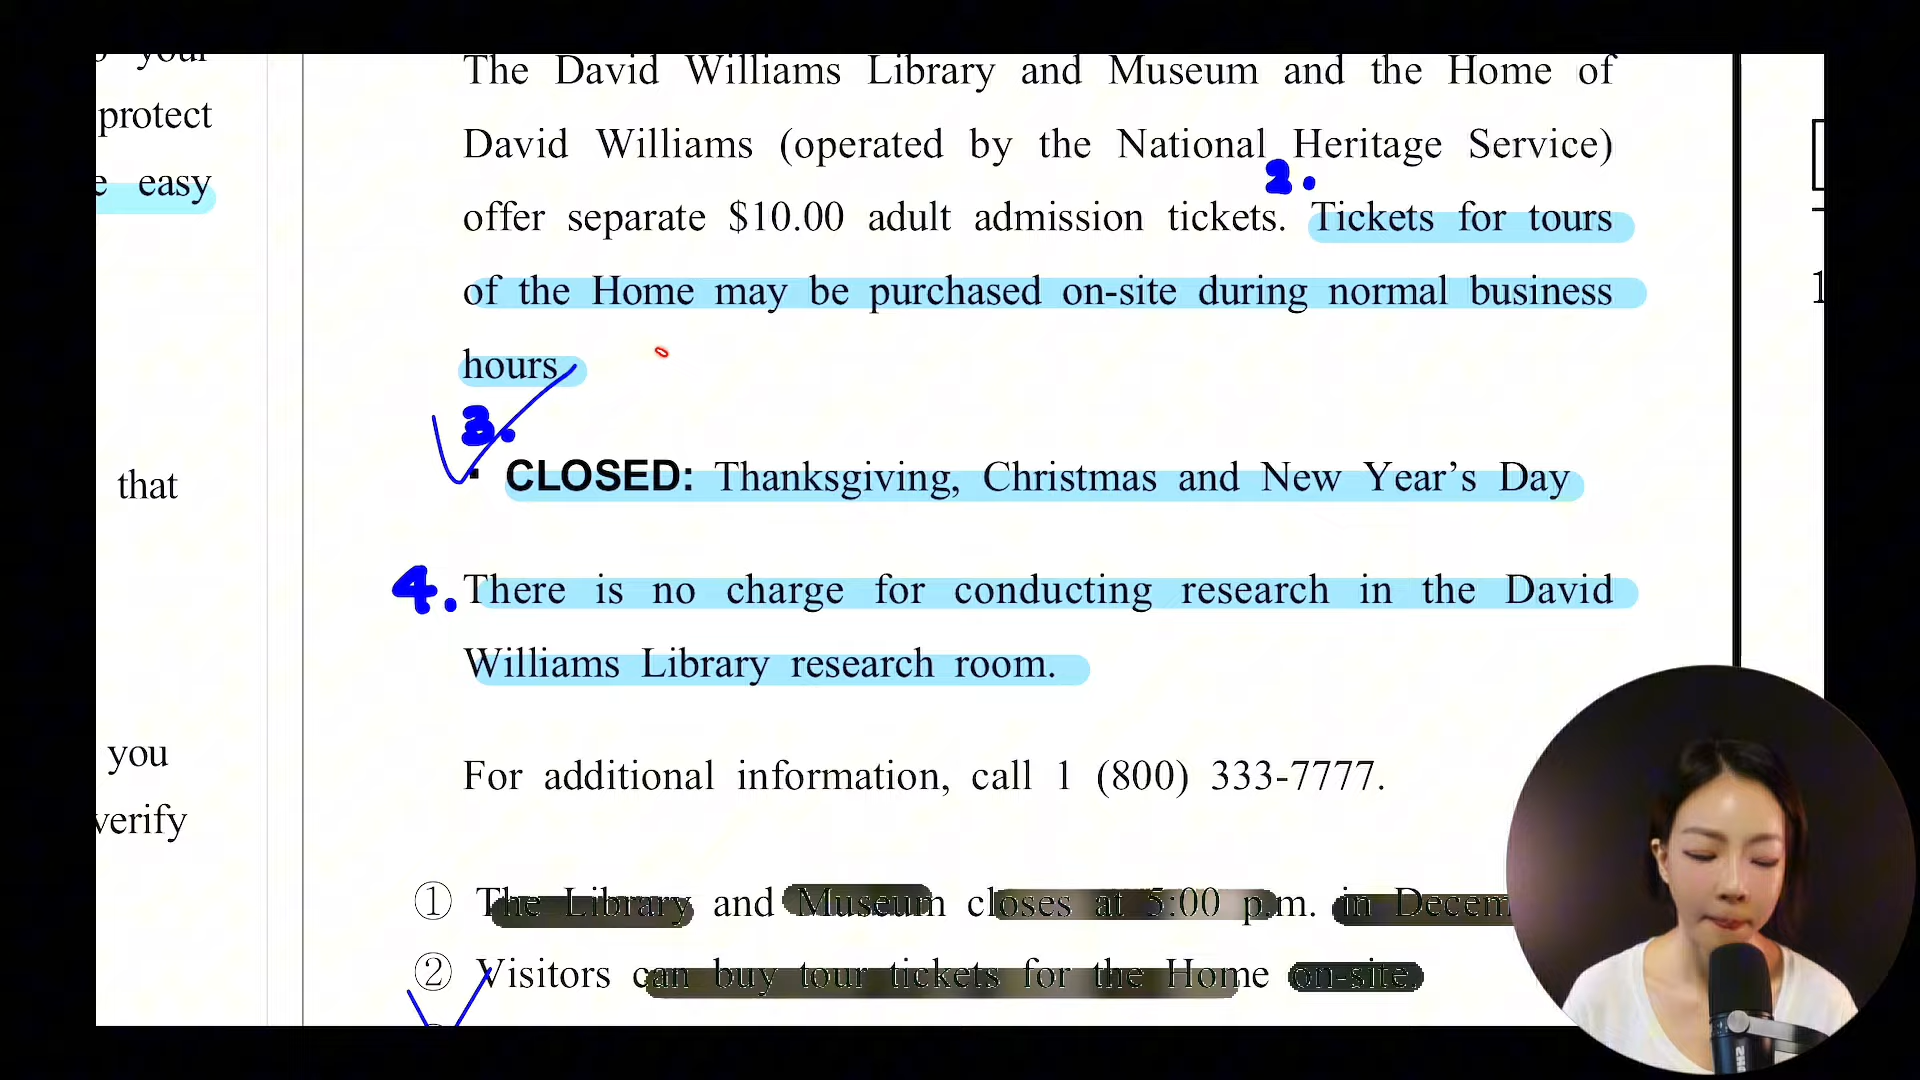 your
protect
easy
that
you
verify
The David Williams Library and Museum and the Home of
David Williams (operated by the National Heritage Service)
2.
offer separate $10.00 adult admission tickets. Tickets for tours
of the Home may be purchased on-site during normal business
hours.
3.
· CLOSED: Thanksgiving, Christmas and New Year’s Day
4. There is no charge for conducting research in the David
Williams Library research room.
For additional information, call 1 (800) 333-7777.
① The Library and Museum closes at 5:00 p.m. in Decem
② Visitors can buy tour tickets for the Home on-site.
1